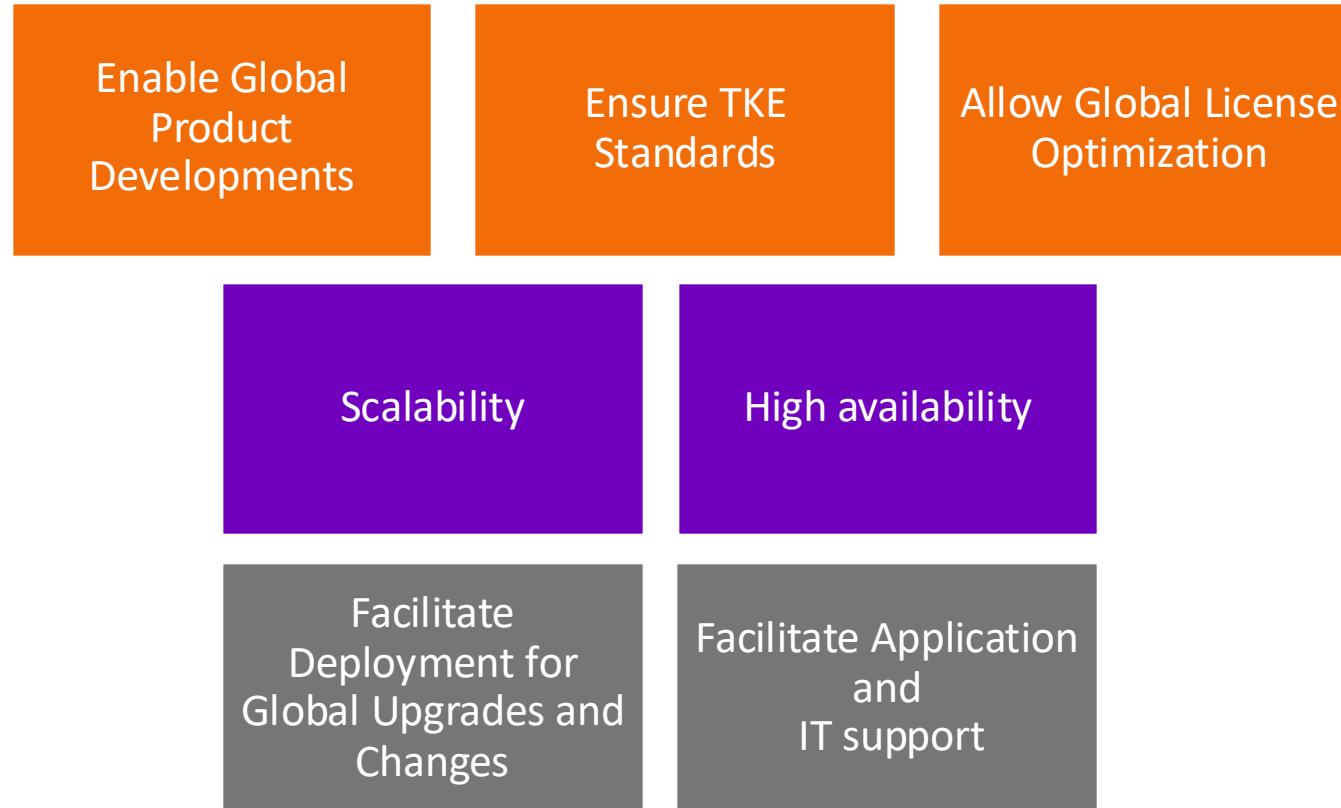 Enable Global
Product
Developments
Ensure TKE
Standards
Allow Global License
Optimization
Scalability
High availability
Facilitate
Deployment for
Global Upgrades and
Changes
Facilitate Application
and
IT support